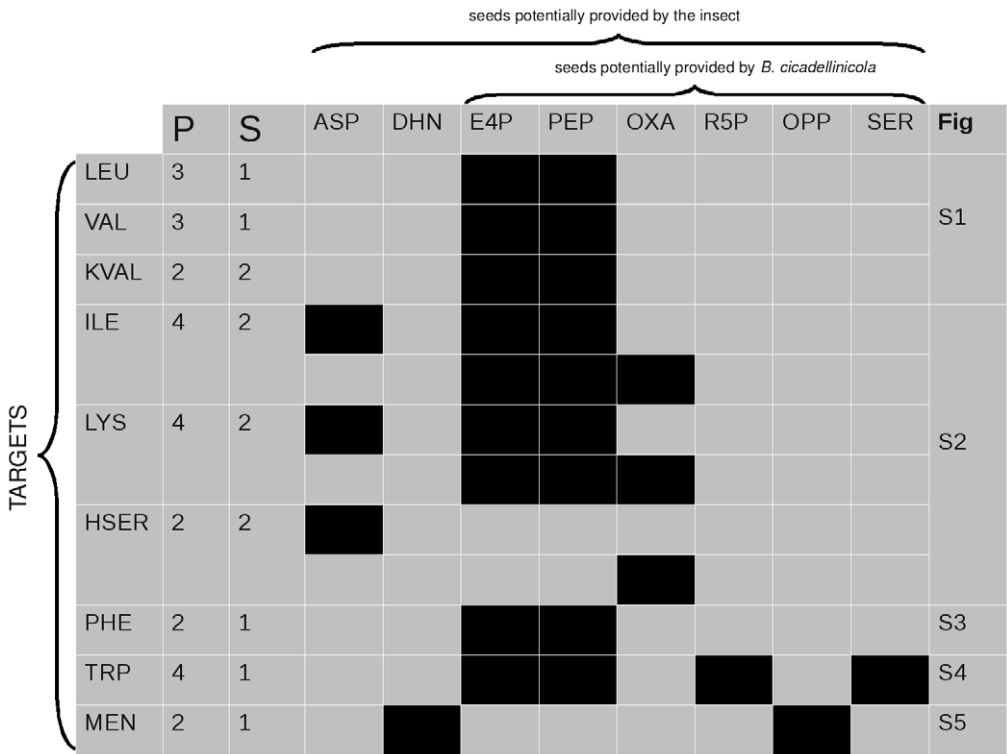 seeds potentially provided by the insect
seeds potentially provided by B. cicadellinicola
P S ASP DHN E4P PEP OXA R5P OPP SER Fig
LEU 3 1
VAL 3 1 S1
KVAL 2 2
ILE 4 2
LYS 4 2
S2
HSER 2 2
PHE 2 1 S3
TRP 4 1 S4
MEN 2 1 S5
TARGETS